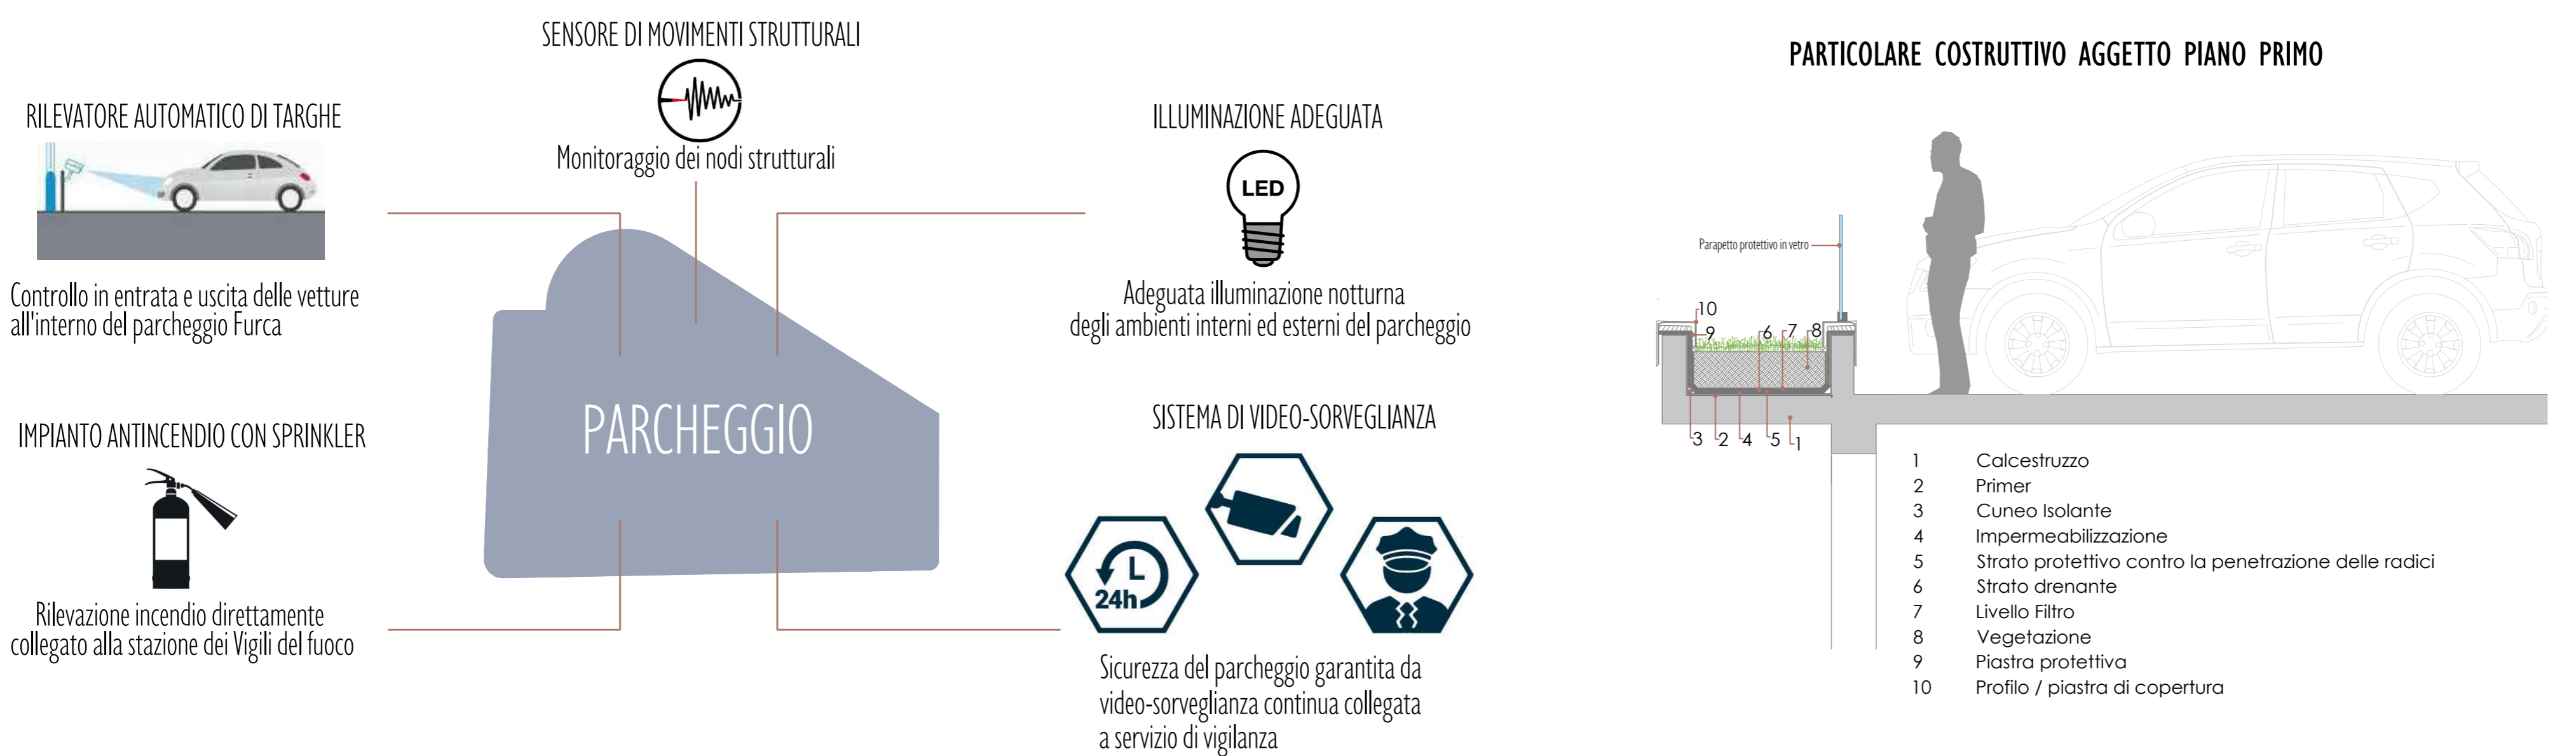 SENSORE DI MOVIMENTI STRUTTURALI
Monitoraggio dei nodi strutturali
RILEVATORE AUTOMATICO DI TARGHE
Controllo in entrata e uscita delle vetture
all'interno del parcheggio Furca
IMPIANTO ANTINCENDIO CON SPRINKLER
Rilevazione incendio direttamente
collegato alla stazione dei Vigili del fuoco
PARCHEGGIO
ILLUMINAZIONE ADEGUATA
LED
Adeguata illuminazione notturna
degli ambienti interni ed esterni del parcheggio
SISTEMA DI VIDEO-SORVEGLIANZA
24h
Sicurezza del parcheggio garantita da
video-sorveglianza continua collegata
a servizio di vigilanza
PARTICOLARE COSTRUTTIVO AGGETTO PIANO PRIMO
Parapetto protettivo in vetro
10
9 6 7 8
3 2 4 5 1
1 Calcestruzzo
2 Primer
3 Cuneo Isolante
4 Impermeabilizzazione
5 Strato protettivo contro la penetrazione delle radici
6 Strato drenante
7 Livello Filtro
8 Vegetazione
9 Piastra protettiva
10 Profilo / piastra di copertura